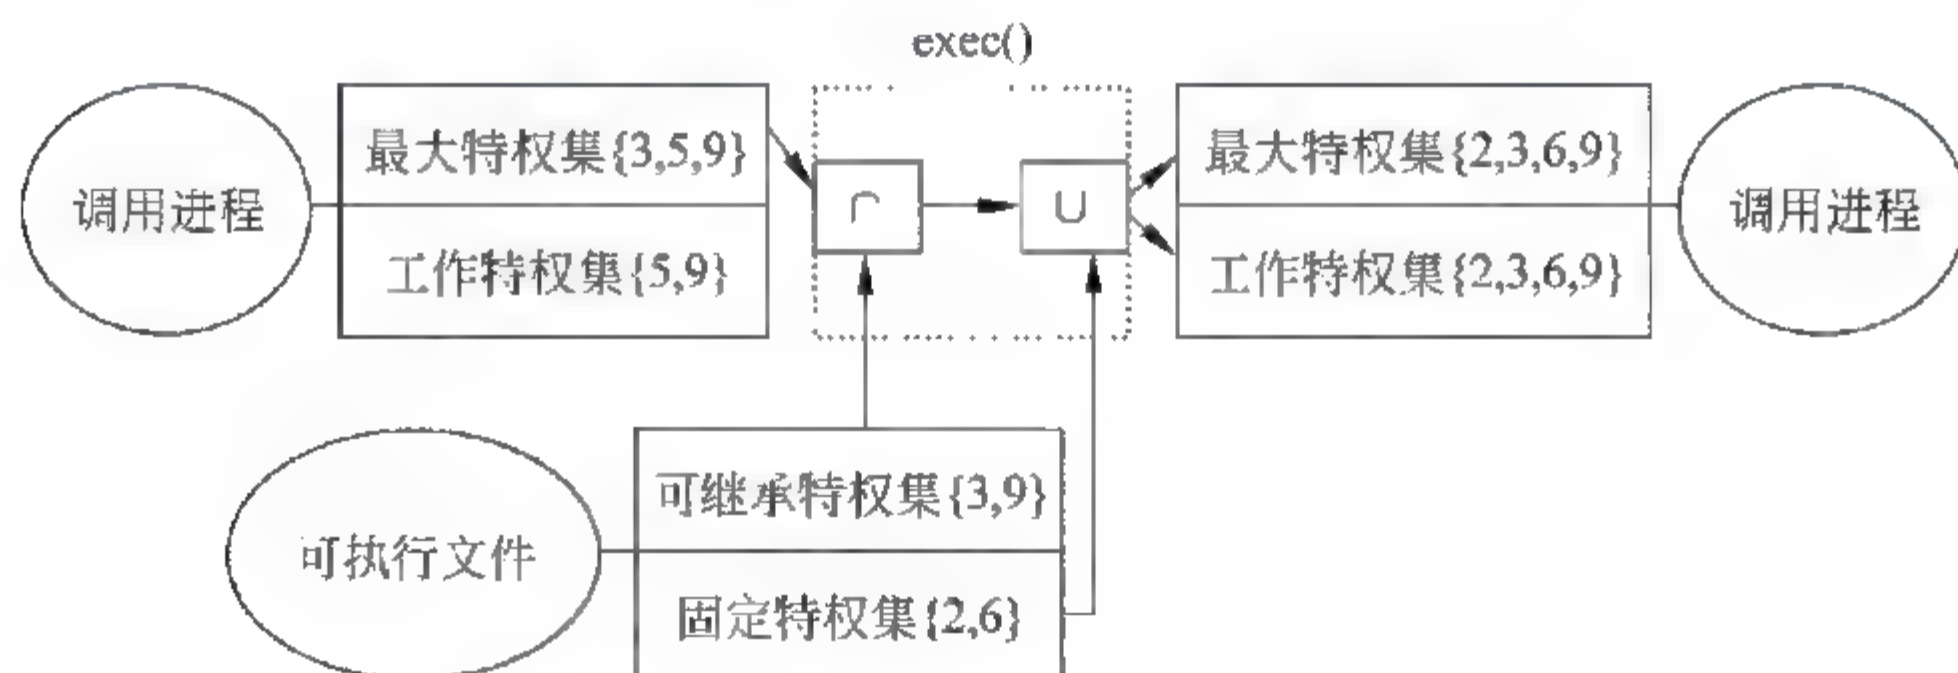 exec()
调用进程
最大特权集{3,5,9}
工作特权集{5,9}
∩
∪
最大特权集{2,3,6,9}
工作特权集{2,3,6,9}
调用进程
可执行文件
可继承特权集{3,9}
固定特权集{2,6}